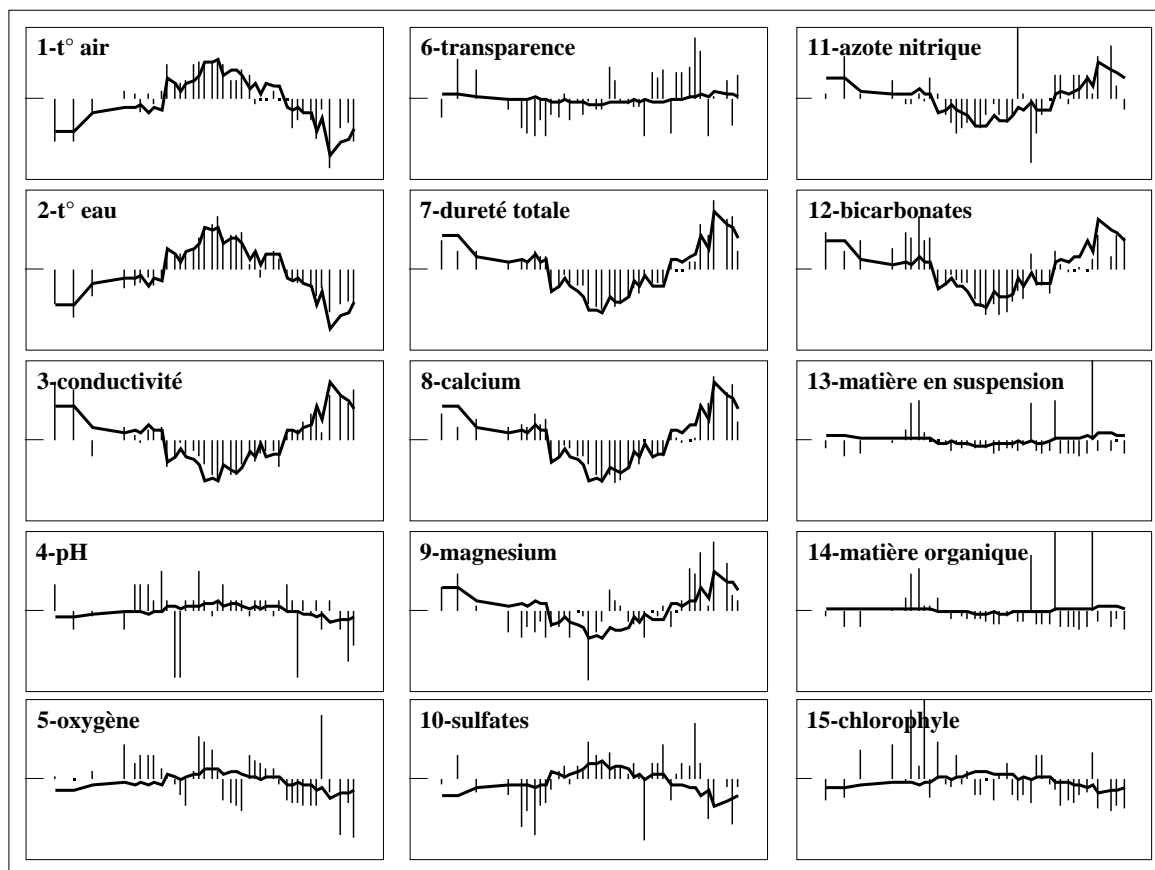 1-t° air
2-t° eau
3-conductivité
4-pH
5-oxygène
6-transparence
7-dureté totale
8-calcium
9-magnesium
10-sulfates
11-azote nitrique
12-bicarbonates
13-matière en suspension
14-matière organique
15-chlorophyle